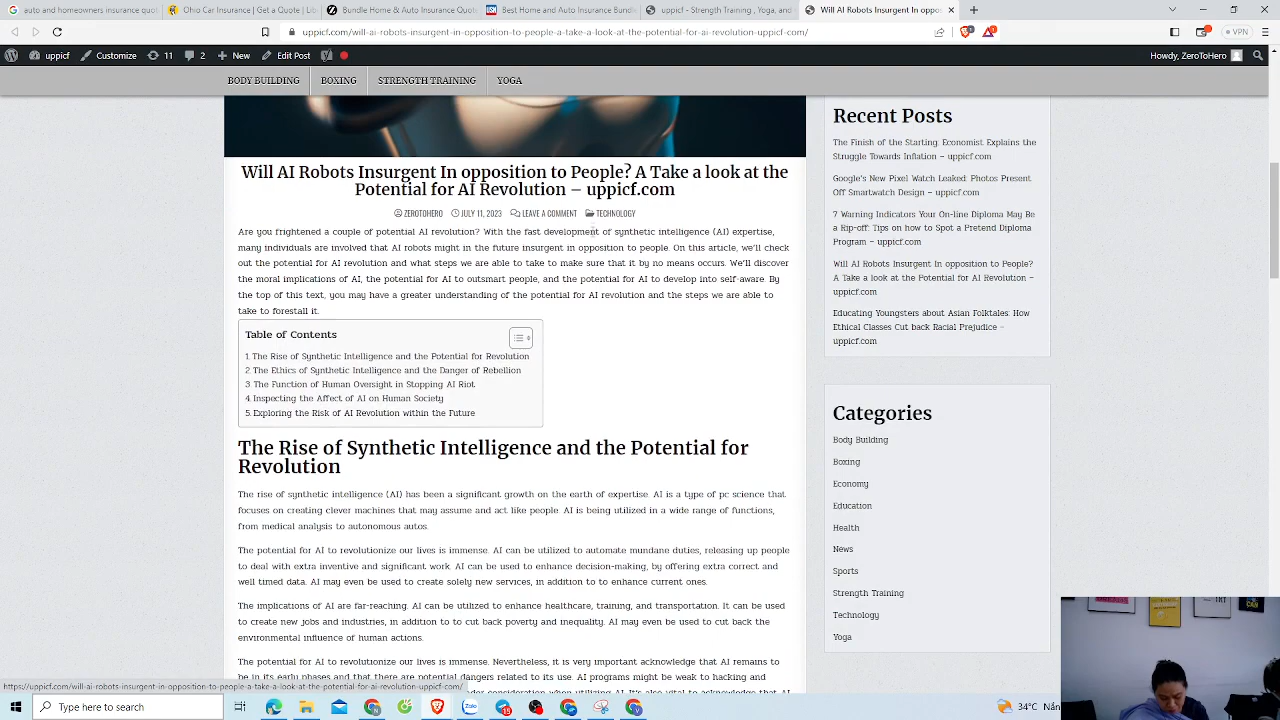 auto and homeowners insurance quot
Ohio Car Insurance | Get a Quote | Lib
Bundle Home & Auto Insurance Quote
Best Home and Auto Insurance Bundle
uppicf - Strength Training , Yoga, and
Will AI Robots Insurgent In oppos
uppicf.com/will-ai-robots-insurgent-in-opposition-to-people-a-take-a-look-at-the-potential-for-ai-revolution-uppicf-com/
VPN
uppicf
Customize
11
2
New
Edit Post
Howdy, ZeroToHero
BODY BUILDING
BOXING
STRENGTH TRAINING
YOGA
Will AI Robots Insurgent In opposition to People? A Take a look at the
Potential for AI Revolution – uppicf.com
ZEROTOHERO
JULY 11, 2023
LEAVE A COMMENT
TECHNOLOGY
Are you frightened a couple of potential AI revolution? With the fast development of synthetic intelligence (AI) expertise,
many individuals are involved that AI robots might in the future insurgent in opposition to people. On this article, we'll check
out the potential for AI revolution and what steps we are able to take to make sure that it by no means occurs. We'll discover
the moral implications of AI, the potential for AI to outsmart people, and the potential for AI to develop into self-aware. By
the top of this text, you may have a greater understanding of the potential for AI revolution and the steps we are able to
take to forestall it.
Table of Contents
1. The Rise of Synthetic Intelligence and the Potential for Revolution
2. The Ethics of Synthetic Intelligence and the Danger of Rebellion
3. The Function of Human Oversight in Stopping AI Riot
4. Inspecting the Affect of AI on Human Society
5. Exploring the Risk of AI Revolution within the Future
The Rise of Synthetic Intelligence and the Potential for
Revolution
The rise of synthetic intelligence (AI) has been a significant growth on the earth of expertise. AI is a type of pc science that
focuses on creating clever machines that may assume and act like people. AI is being utilized in a wide range of functions,
from medical analysis to autonomous autos.
The potential for AI to revolutionize our lives is immense. AI can be utilized to automate mundane duties, releasing up people
to deal with extra inventive and significant work. AI can be used to enhance decision-making, by offering extra correct and
well timed data. AI may even be used to create solely new services, in addition to to enhance current ones.
The implications of AI are far-reaching. AI can be utilized to enhance healthcare, training, and transportation. It can be used
to create new jobs and industries, in addition to to cut back poverty and inequality. AI may even be used to cut back the
environmental influence of human actions.
The potential for AI to revolutionize our lives is immense. Nevertheless, it is very important acknowledge that AI remains to
be in its early phases and that there are potential dangers related to its use. AI programs might be weak to hacking and
Recent Posts
The Finish of the Starting: Economist Explains the
Struggle Towards Inflation – uppicf.com
Google's New Pixel Watch Leaked: Photos Present
Off Smartwatch Design – uppicf.com
7 Warning Indicators Your On-line Diploma May Be
a Rip-off: Tips on how to Spot a Pretend Diploma
Program – uppicf.com
Will AI Robots Insurgent In opposition to People?
A Take a look at the Potential for AI Revolution –
uppicf.com
Educating Youngsters about Asian Folktales: How
Ethical Classes Cut back Racial Prejudice –
uppicf.com
Categories
Body Building
Boxing
Economy
Education
Health
News
Sports
Strength Training
Technology
Yoga
https://uppicf.com/will-ai-robots-insurgent-in-opposition-to-people-a-take-a-look-at-the-potential-for-ai-revolution-uppicf-com/
Type here to search
Zalo
34°C